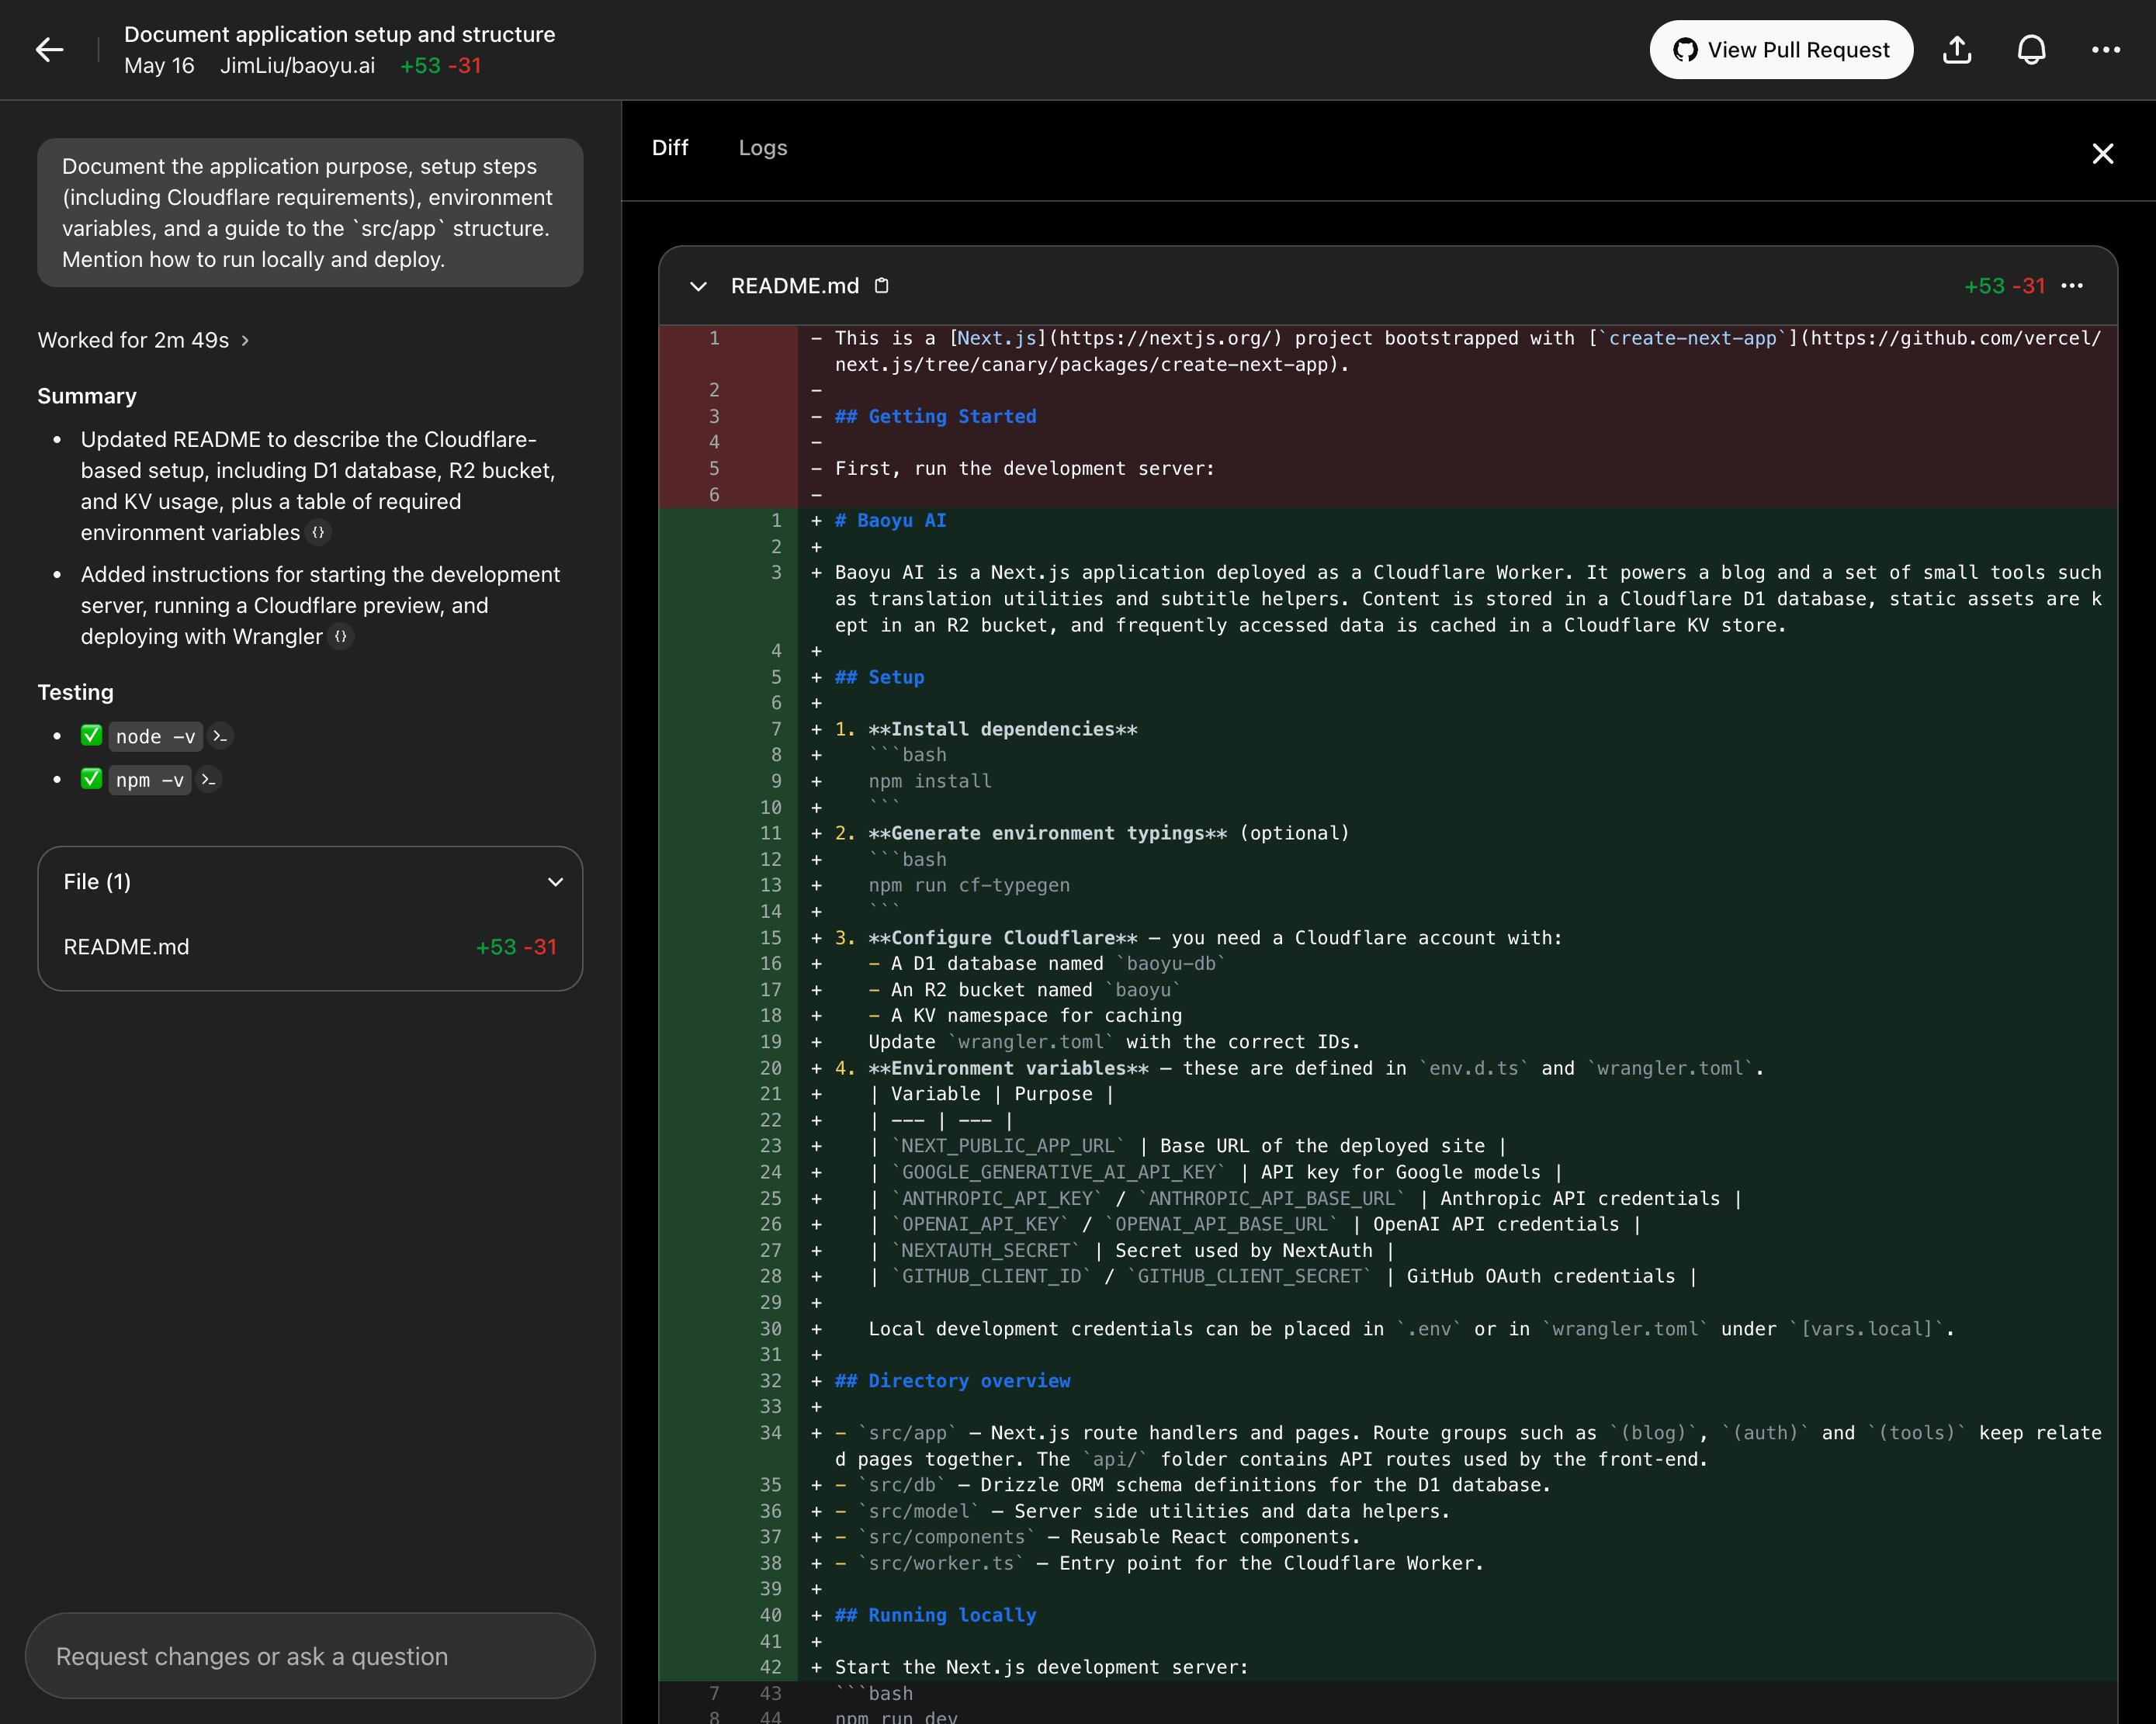 Document application setup and structure
May 16 JimLiu/baoyu.ai +53 -31
View Pull Request
Document the application purpose, setup steps
(including Cloudflare requirements), environment
variables, and a guide to the `src/app` structure.
Mention how to run locally and deploy.
Worked for 2m 49s >
Summary
• Updated README to describe the Cloudflare-
based setup, including D1 database, R2 bucket,
and KV usage, plus a table of required
environment variables {}
• Added instructions for starting the development
server, running a Cloudflare preview, and
deploying with Wrangler {}
Testing
• ✅ node -v >_
• ✅ npm -v >_
File (1)
README.md +53 -31
Request changes or ask a question
Diff Logs
README.md +53 -31
1 - This is a [Next.js](https://nextjs.org/) project bootstrapped with [`create-next-app`](https://github.com/vercel/
next.js/tree/canary/packages/create-next-app).
2 -
3 - ## Getting Started
4 -
5 - First, run the development server:
6 -
1 + # Baoyu AI
2 +
3 + Baoyu AI is a Next.js application deployed as a Cloudflare Worker. It powers a blog and a set of small tools such
as translation utilities and subtitle helpers. Content is stored in a Cloudflare D1 database, static assets are k
ept in an R2 bucket, and frequently accessed data is cached in a Cloudflare KV store.
4 +
5 + ## Setup
6 +
7 + 1. **Install dependencies**
8 + ```bash
9 + npm install
10 + ```
11 + 2. **Generate environment typings** (optional)
12 + ```bash
13 + npm run cf-typegen
14 + ```
15 + 3. **Configure Cloudflare** – you need a Cloudflare account with:
16 + - A D1 database named `baoyu-db`
17 + - An R2 bucket named `baoyu`
18 + - A KV namespace for caching
19 + Update `wrangler.toml` with the correct IDs.
20 + 4. **Environment variables** – these are defined in `env.d.ts` and `wrangler.toml`.
21 + | Variable | Purpose |
22 + | --- | --- |
23 + | `NEXT_PUBLIC_APP_URL` | Base URL of the deployed site |
24 + | `GOOGLE_GENERATIVE_AI_API_KEY` | API key for Google models |
25 + | `ANTHROPIC_API_KEY` / `ANTHROPIC_API_BASE_URL` | Anthropic API credentials |
26 + | `OPENAI_API_KEY` / `OPENAI_API_BASE_URL` | OpenAI API credentials |
27 + | `NEXTAUTH_SECRET` | Secret used by NextAuth |
28 + | `GITHUB_CLIENT_ID` / `GITHUB_CLIENT_SECRET` | GitHub OAuth credentials |
29 +
30 + Local development credentials can be placed in `.env` or in `wrangler.toml` under `[vars.local]`.
31 +
32 + ## Directory overview
33 +
34 + - `src/app` – Next.js route handlers and pages. Route groups such as `(blog)`, `(auth)` and `(tools)` keep relate
d pages together. The `api/` folder contains API routes used by the front-end.
35 + - `src/db` – Drizzle ORM schema definitions for the D1 database.
36 + - `src/model` – Server side utilities and data helpers.
37 + - `src/components` – Reusable React components.
38 + - `src/worker.ts` – Entry point for the Cloudflare Worker.
39 +
40 + ## Running locally
41 +
42 + Start the Next.js development server:
7 43 ```bash
8 44 npm run dev